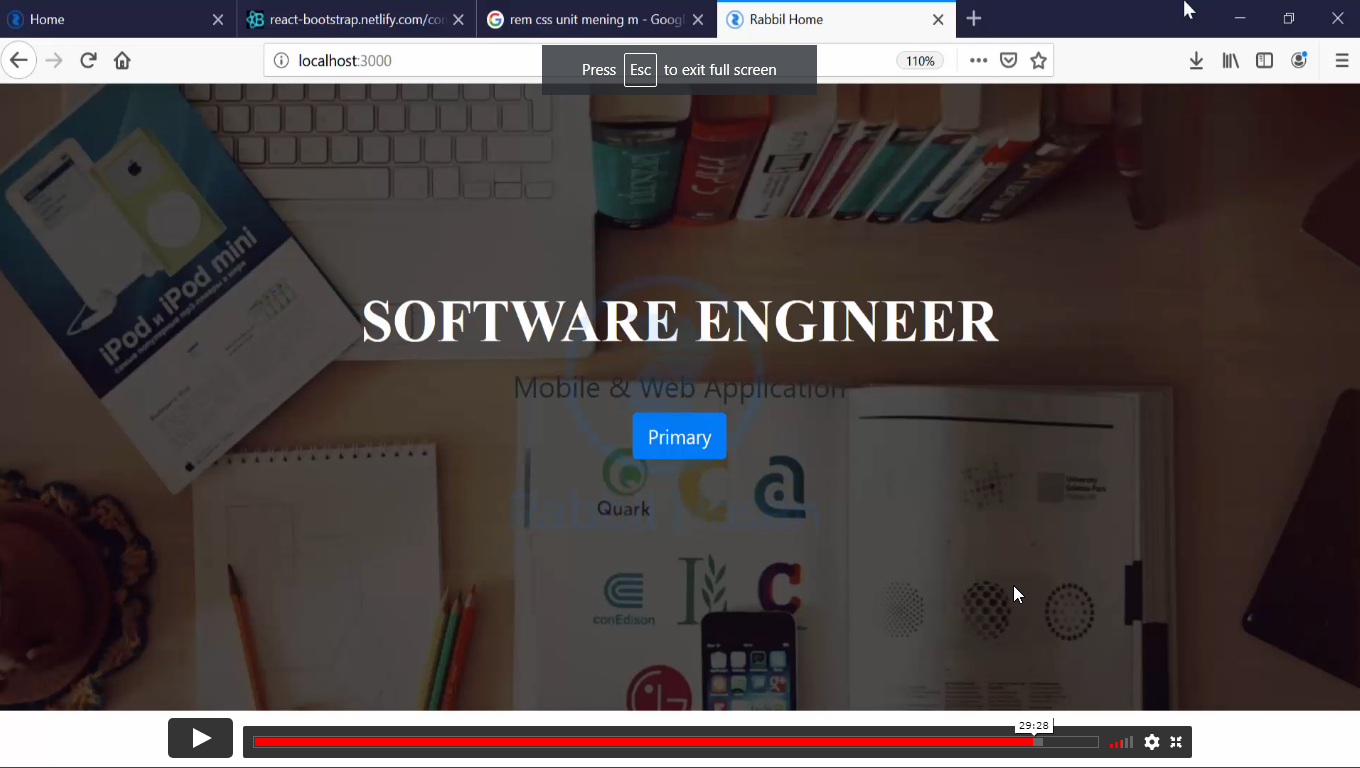 Home
react-bootstrap.netlify.com/con
rem css unit mening m - Googl
Rabbil Home
localhost:3000
110%
Press Esc to exit full screen
iPod и iPod mini
SOFTWARE ENGINEER
Mobile & Web Application
Primary
Quark
conEdison
29:28